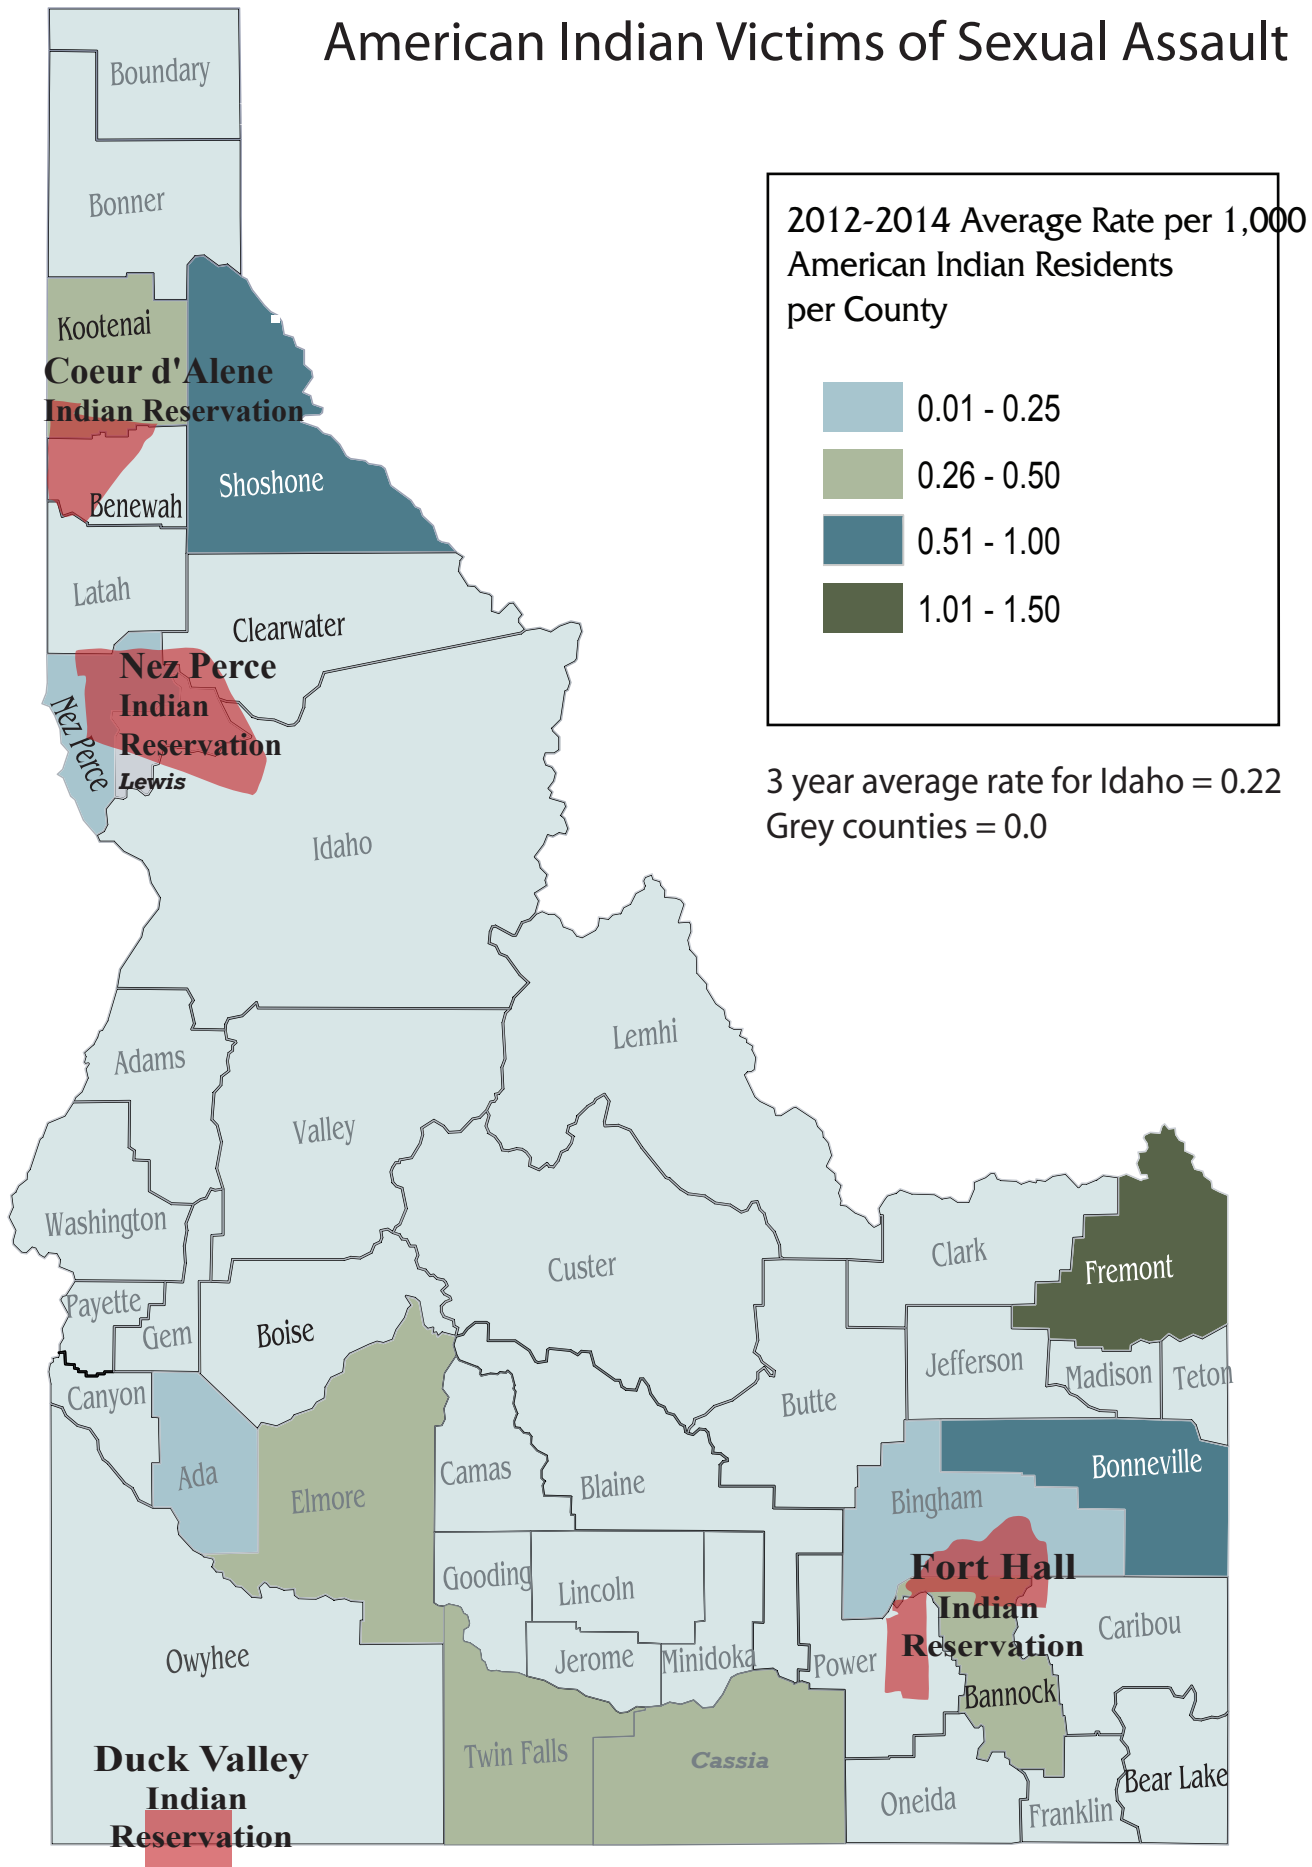 American Indian Victims of Sexual Assault
Boundary
Bonner
2012-2014 Average Rate per 1,000
American Indian Residents
per County
0.01 - 0.25
0.26 - 0.50
0.51 - 1.00
1.01 - 1.50
3 year average rate for Idaho = 0.22
Grey counties = 0.0
Kootenai
Coeur d'Alene
Indian Reservation
Shoshone
Benewah
Latah
Clearwater
Nez Perce
Indian
Reservation
Nez Perce
Lewis
Idaho
Lemhi
Adams
Valley
Washington
Custer
Clark
Fremont
Payette
Gem
Boise
Jefferson
Madison
Teton
Canyon
Butte
Ada
Elmore
Camas
Blaine
Bonneville
Bingham
Fort Hall
Indian
Reservation
Gooding
Lincoln
Caribou
Owyhee
Jerome
Minidoka
Power
Bannock
Twin Falls
Cassia
Duck Valley
Indian
Reservation
Oneida
Franklin
Bear Lake